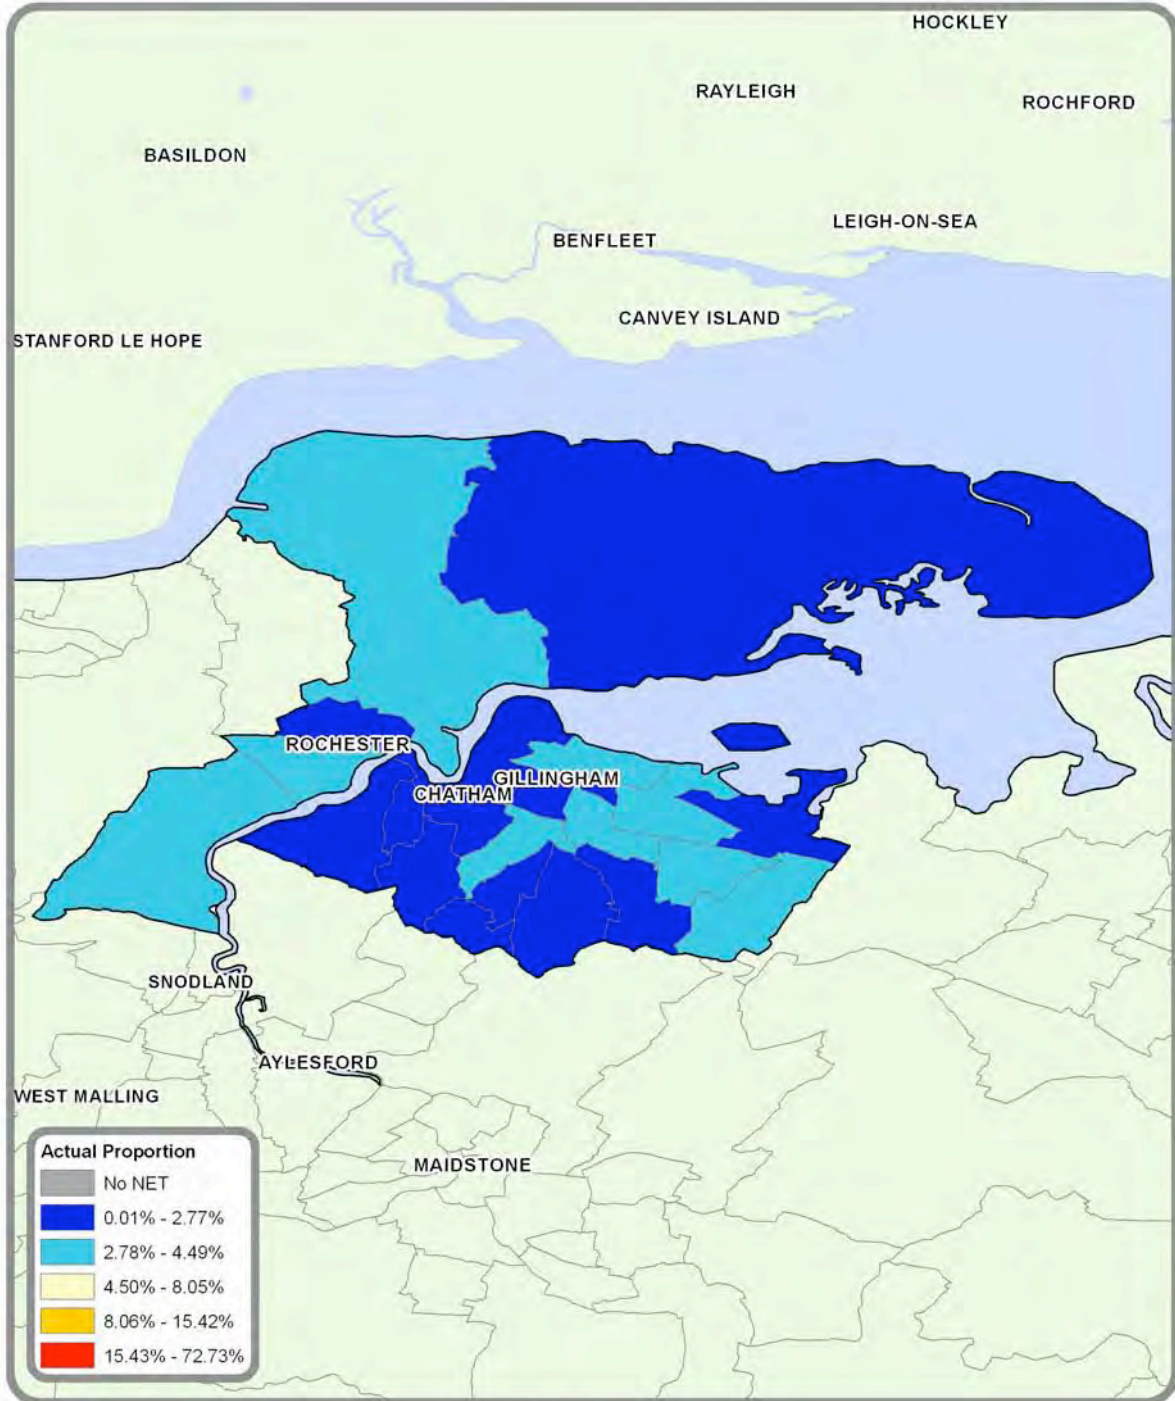 HOCKLEY
RAYLEIGH
ROCHFORD
BASILDON
LEIGH-ON-SEA
BENFLEET
CANVEY ISLAND
STANFORD LE HOPE
ROCHESTER
GILLINGHAM
CHATHAM
SNODLAND
AYLESFORD
WEST MALLING
MAIDSTONE
Actual Proportion
No NET
0.01% - 2.77%
2.78% - 4.49%
4.50% - 8.05%
8.06% - 15.42%
15.43% - 72.73%